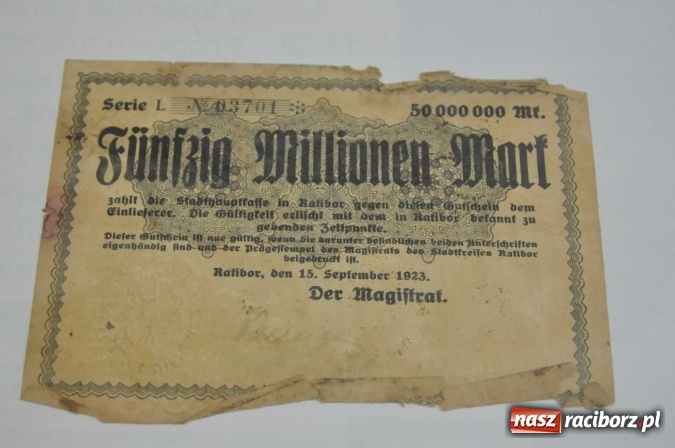 Serie L № 03701 ※ 50 000 000 Mk.
Fünfzig Millionen Mark
zahlt die Stadthauptkasse in Ratibor gegen diesen Gutschein dem
Einlieferer. Die Gültigkeit erlischt mit dem in Ratibor bekannt zu
gebenden Zeitpunkte.
Dieser Gutschein ist nur gültig, wenn die darunter befindlichen beiden Unterschriften
eigenhändig sind und der Prägestempel des Magistrats des Stadtkreises Ratibor
beigedruckt ist.
Ratibor, den 15. September 1923.
Der Magistrat.
nasz raciborz.pl